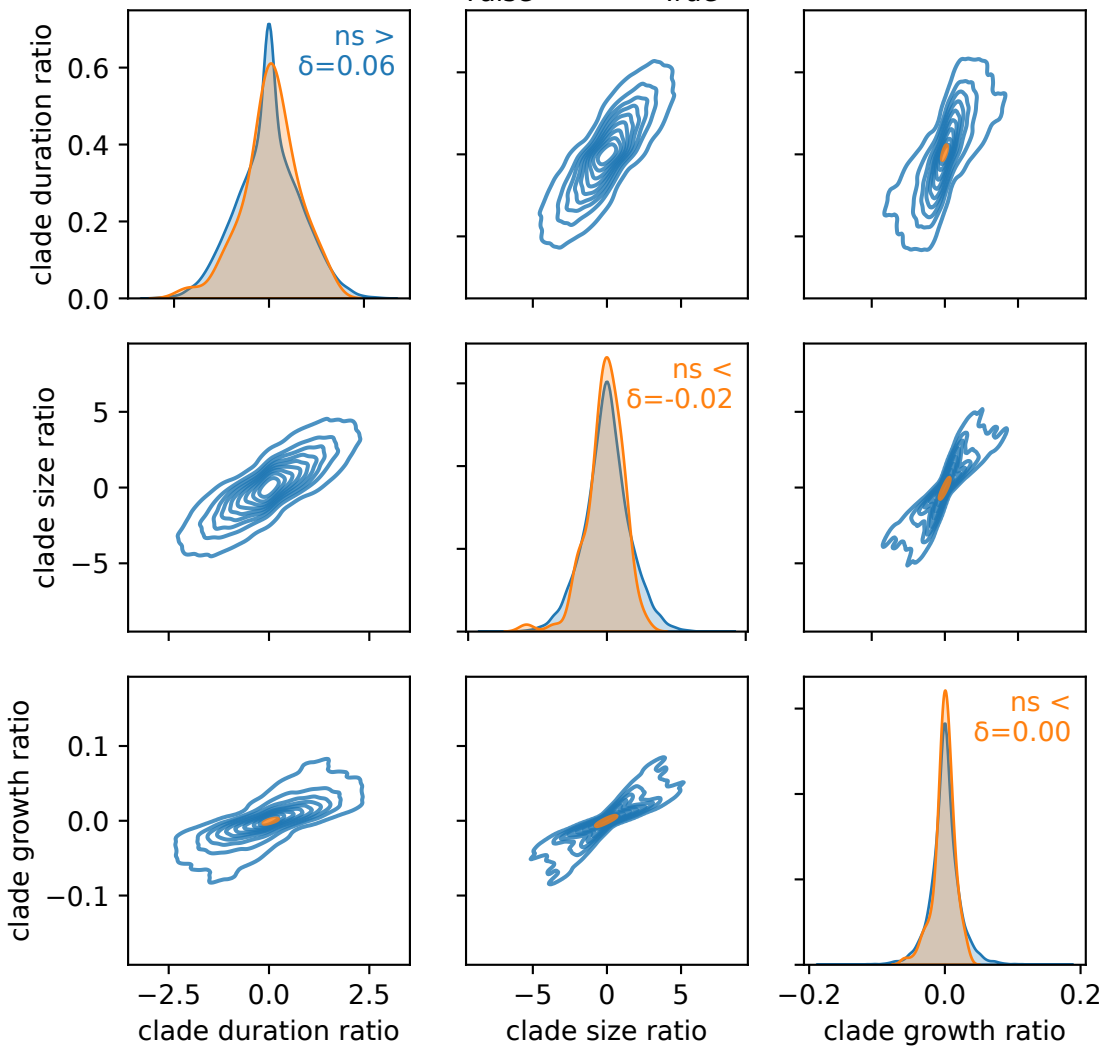 ns >
δ=0.06
clade duration ratio
0.6
0.4
0.2
0.0
ns <
δ=-0.02
clade size ratio
5
0
−5
ns <
δ=0.00
clade growth ratio
0.1
0.0
−0.1
−2.5 0.0 2.5
−5 0 5
−0.2 0.0 0.2
clade duration ratio
clade size ratio
clade growth ratio